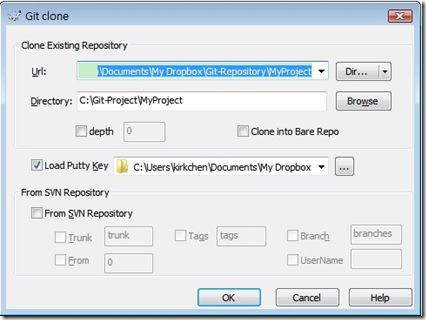 Git clone
Clone Existing Repository
Url: \Documents\My Dropbox\Git-Repository\MyProject Dir...
Directory: C:\Git-Project\MyProject Browse
depth 0 Clone into Bare Repo
Load Putty Key C:\Users\kirkchen\Documents\My Dropbox ...
From SVN Repository
From SVN Repository
Trunk trunk Tags tags Branch branches
From 0 UserName
OK Cancel Help